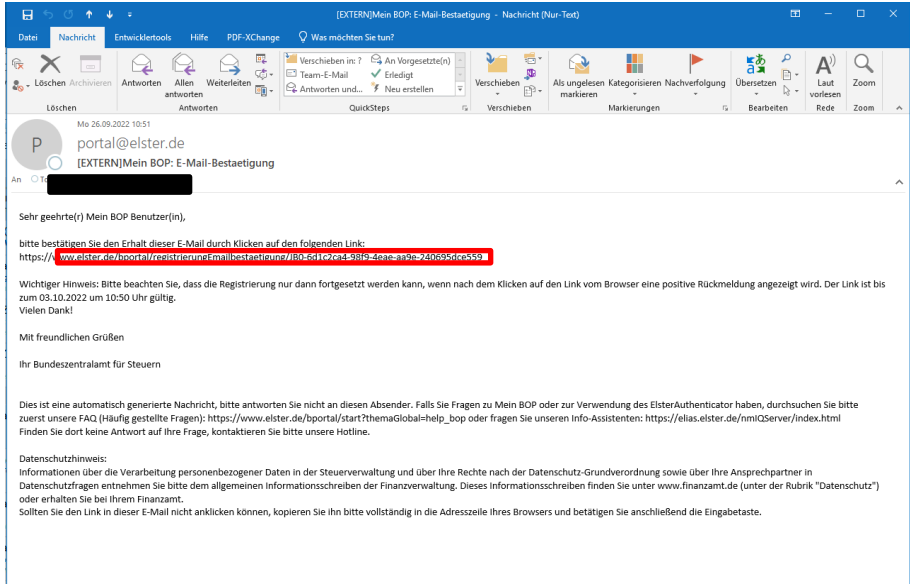 [EXTERN]Mein BOP: E-Mail-Bestaetigung - Nachricht (Nur-Text)
Datei Nachricht Entwicklertools Hilfe PDF-XChange Was möchten Sie tun?
Löschen Archivieren
Antworten Allen antworten Weiterleiten
Verschieben in: ? An Vorgesetzte(n)
Team-E-Mail Erledigt
Antworten und... Neu erstellen
Verschieben
Als ungelesen markieren Kategorisieren Nachverfolgung
Übersetzen
Laut vorlesen
Zoom
Löschen Antworten QuickSteps Verschieben Markierungen Bearbeiten Rede Zoom
Mo 26.09.2022 10:51
P
portal@elster.de
[EXTERN]Mein BOP: E-Mail-Bestaetigung
An
Sehr geehrte(r) Mein BOP Benutzer(in),
bitte bestätigen Sie den Erhalt dieser E-Mail durch Klicken auf den folgenden Link:
https://www.elster.de/bportal/registrierungEmailbestaetigung/JB0-6d1c2ca4-98f9-4eae-aa9e-240695dce559
Wichtiger Hinweis: Bitte beachten Sie, dass die Registrierung nur dann fortgesetzt werden kann, wenn nach dem Klicken auf den Link vom Browser eine positive Rückmeldung angezeigt wird. Der Link ist bis
zum 03.10.2022 um 10:50 Uhr gültig.
Vielen Dank!
Mit freundlichen Grüßen
Ihr Bundeszentralamt für Steuern
Dies ist eine automatisch generierte Nachricht, bitte antworten Sie nicht an diesen Absender. Falls Sie Fragen zu Mein BOP oder zur Verwendung des ElsterAuthenticator haben, durchsuchen Sie bitte
zuerst unsere FAQ (Häufig gestellte Fragen): https://www.elster.de/bportal/start?themaGlobal=help_bop oder fragen Sie unseren Info-Assistenten: https://elias.elster.de/nmIQServer/index.html
Finden Sie dort keine Antwort auf Ihre Frage, kontaktieren Sie bitte unsere Hotline.
Datenschutzhinweis:
Informationen über die Verarbeitung personenbezogener Daten in der Steuerverwaltung und über Ihre Rechte nach der Datenschutz-Grundverordnung sowie über Ihre Ansprechpartner in
Datenschutzfragen entnehmen Sie bitte dem allgemeinen Informationsschreiben der Finanzverwaltung. Dieses Informationsschreiben finden Sie unter www.finanzamt.de (unter der Rubrik "Datenschutz")
oder erhalten Sie bei Ihrem Finanzamt.
Sollten Sie den Link in dieser E-Mail nicht anklicken können, kopieren Sie ihn bitte vollständig in die Adresszeile Ihres Browsers und betätigen Sie anschließend die Eingabetaste.